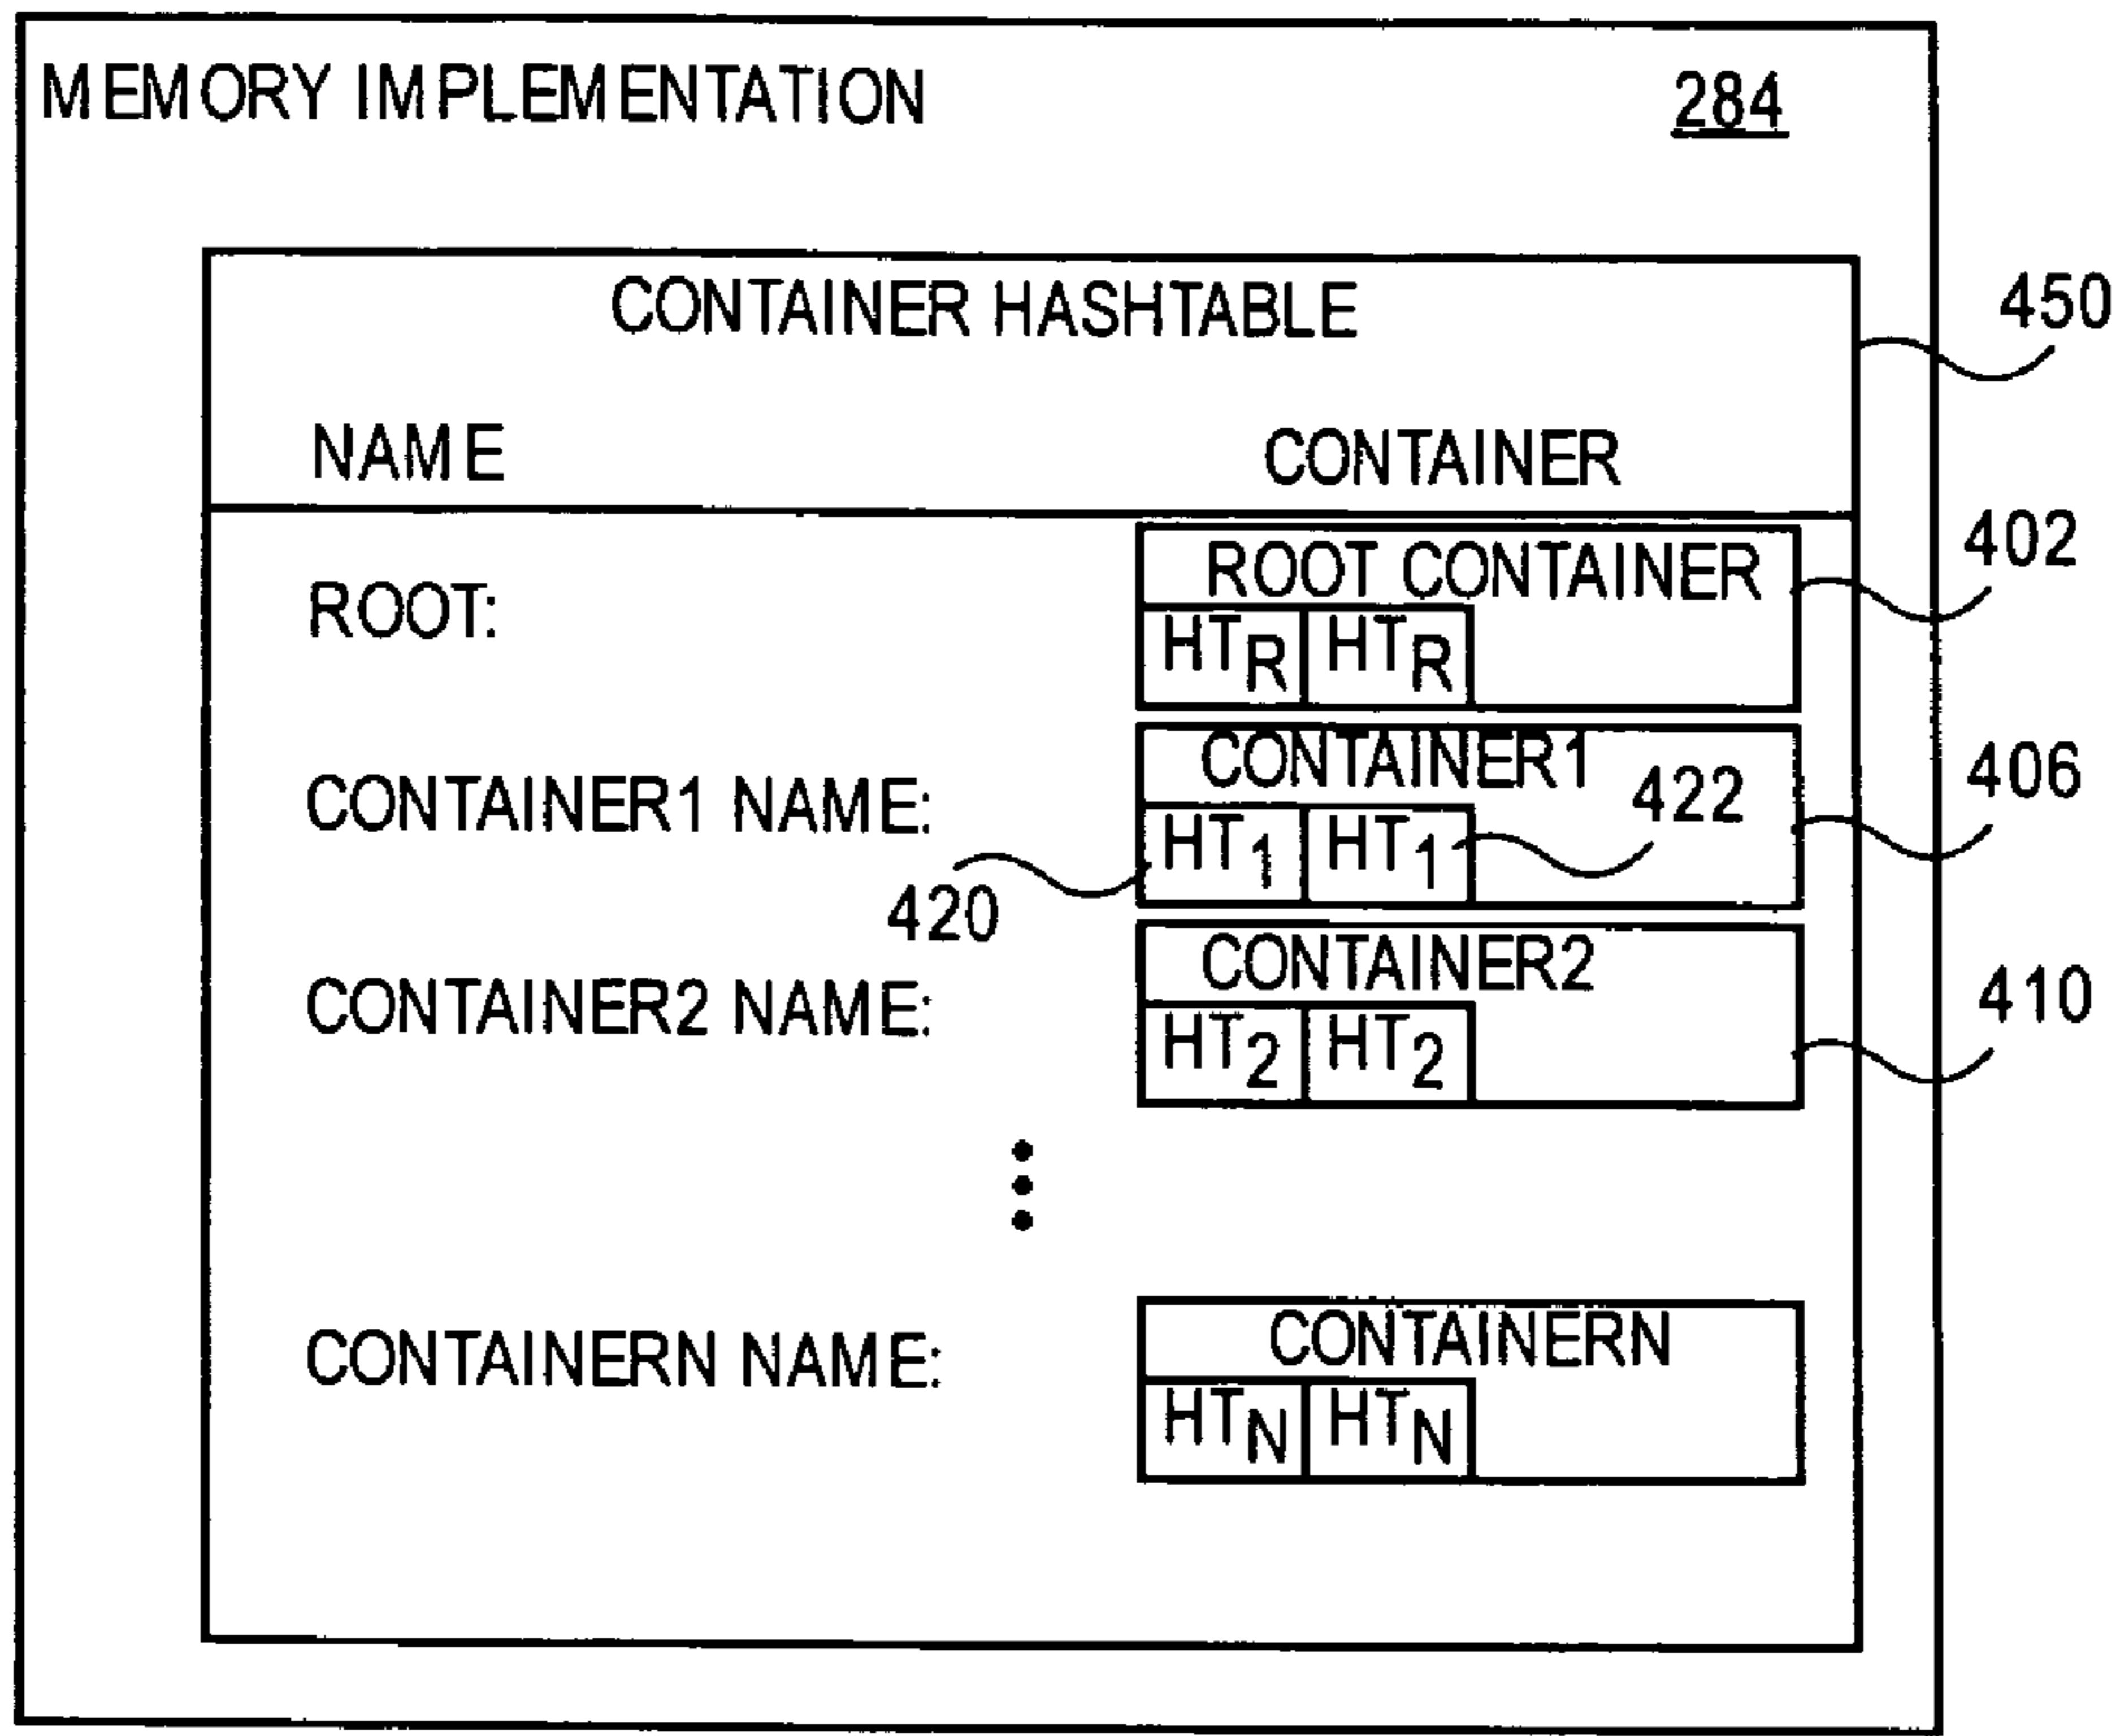 MEMORY IMPLEMENTATION 284
CONTAINER HASHTABLE
450
NAME CONTAINER
ROOT CONTAINER
402
ROOT:
HTR HTR
CONTAINER1
406
CONTAINER1 NAME:
422
HT1 HT1
420
CONTAINER2
410
CONTAINER2 NAME:
HT2 HT2
CONTAINERN
CONTAINERN NAME:
HTN HTN